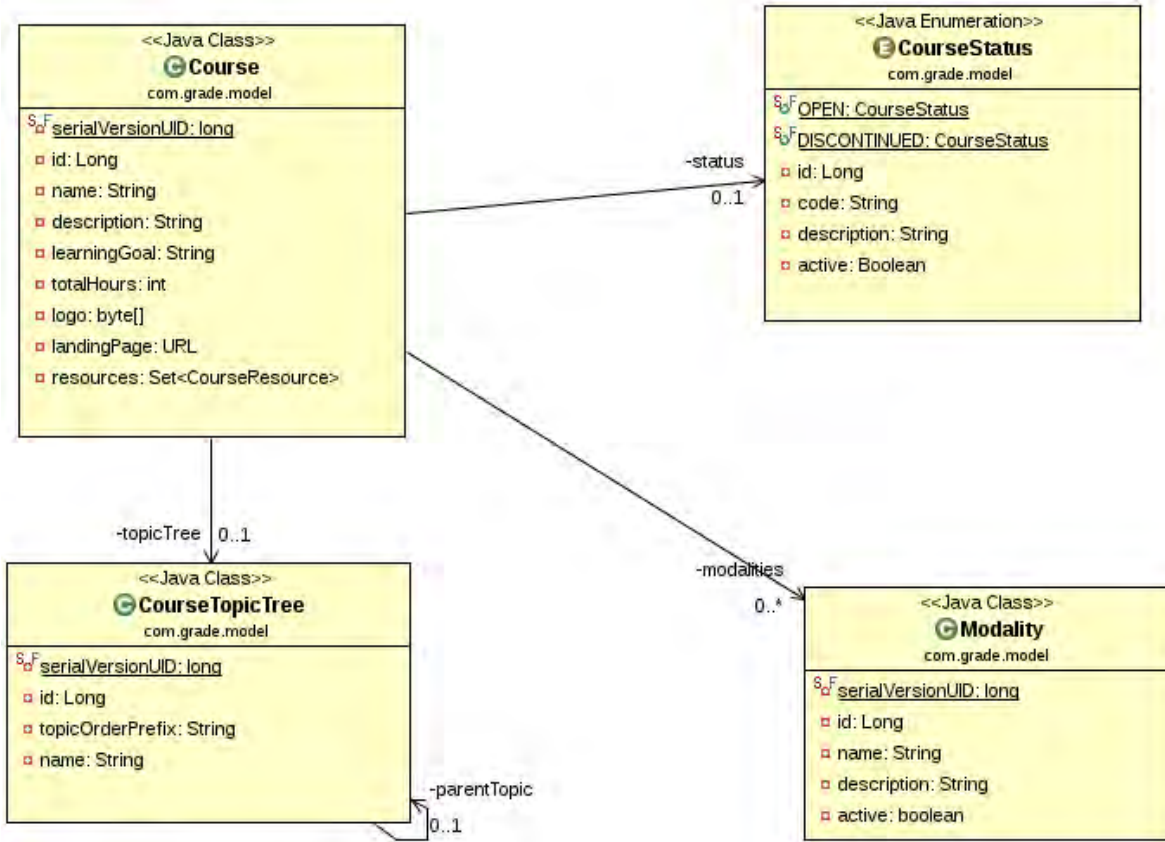 <<Java Class>>
Course
com.grade.model
serialVersionUID: long
id: Long
name: String
description: String
learningGoal: String
totalHours: int
logo: byte[]
landingPage: URL
resources: Set<CourseResource>
<<Java Enumeration>>
CourseStatus
com.grade.model
OPEN: CourseStatus
DISCONTINUED: CourseStatus
id: Long
code: String
description: String
active: Boolean
-status
0..1
-topicTree 0..1
<<Java Class>>
CourseTopicTree
com.grade.model
serialVersionUID: long
id: Long
topicOrderPrefix: String
name: String
-parentTopic
0..1
-modalities
0..*
<<Java Class>>
Modality
com.grade.model
serialVersionUID: long
id: Long
name: String
description: String
active: boolean